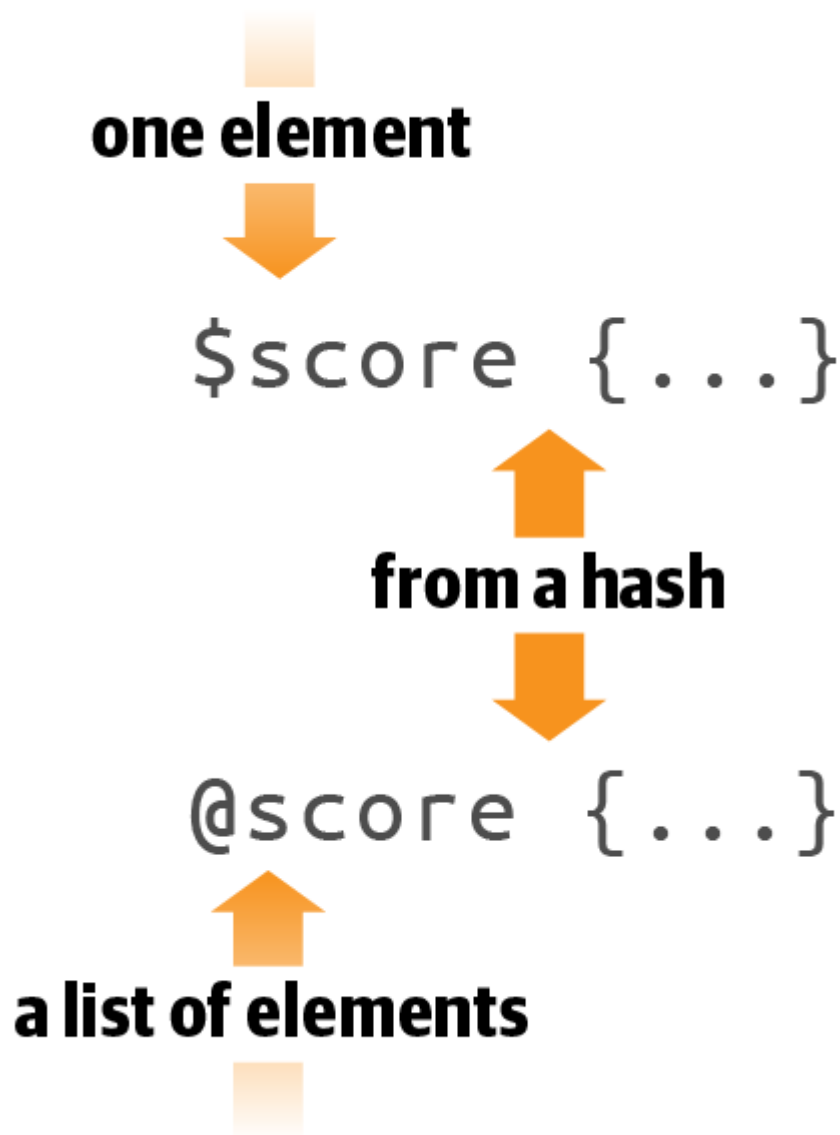 one element
$score {...}
from a hash
@score {...}
a list of elements